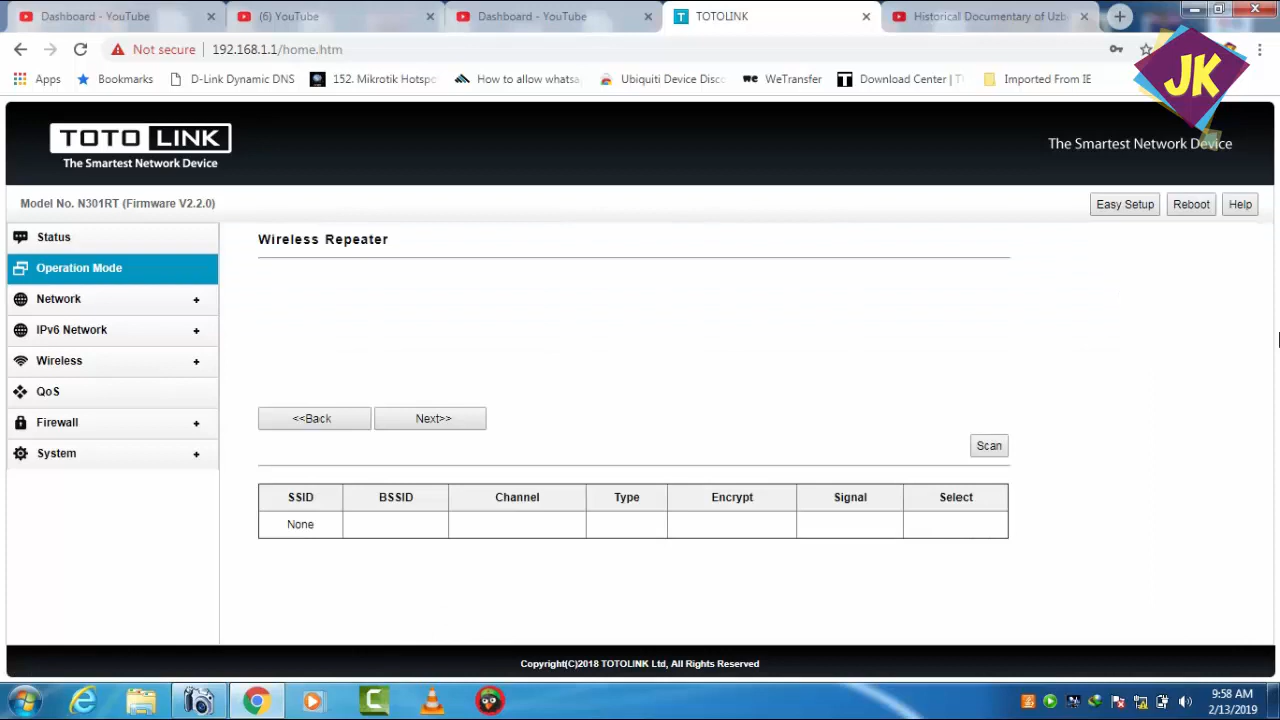 Dashboard - YouTube
(6) YouTube
Dashboard - YouTube
TOTOLINK
Historical Documentary of Uzb
Not secure
192.168.1.1/home.htm
Apps
Bookmarks
D-Link Dynamic DNS
152. Mikrotik Hotsp
How to allow whatsa
Ubiquiti Device Disc
WeTransfer
Download Center |
Imported From IE
JK
TOTO LINK
The Smartest Network Device
The Smartest Network Device
Model No. N301RT (Firmware V2.2.0)
Easy Setup
Reboot
Help
Status
Operation Mode
Network +
IPv6 Network +
Wireless +
QoS
Firewall +
System +
Wireless Repeater
<<Back
Next>>
Scan
SSID BSSID Channel Type Encrypt Signal Select
None
Copyright(C)2018 TOTOLINK Ltd, All Rights Reserved
9:58 AM
2/13/2019